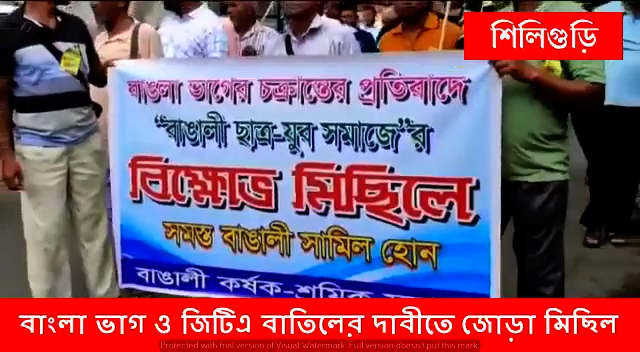 শিলিগুড়ি
বাঙলা ভাগের চক্রান্তের প্রতিবাদে
“বাঙালী ছাত্র-যুব সমাজে”র
বিক্ষোভ মিছিলে
সমস্ত বাঙালী সামিল হোন
বাঙালী কর্ষক-শ্রমিক
বাংলা ভাগ ও জিটিএ বাতিলের দাবীতে জোড়া মিছিল
Protected with trial version of Visual Watermark. Full version doesn't put this mark.